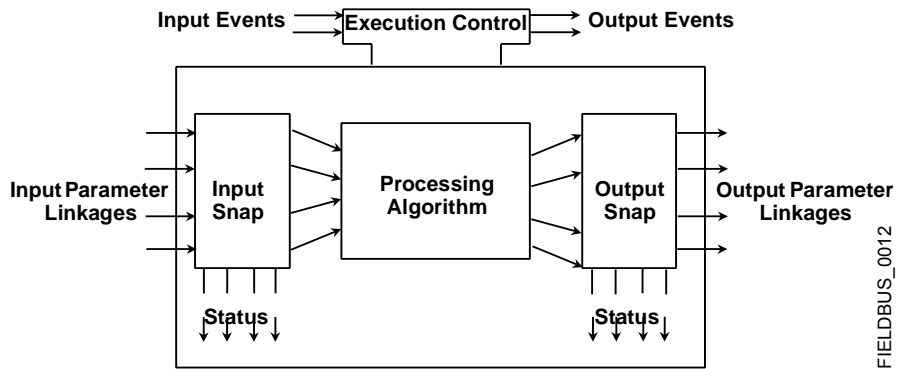 Input Events
Execution Control
Output Events
Input Parameter
Linkages
Input
Snap
Processing
Algorithm
Output
Snap
Output Parameter
Linkages
Status
Status
FIELDBUS_0012